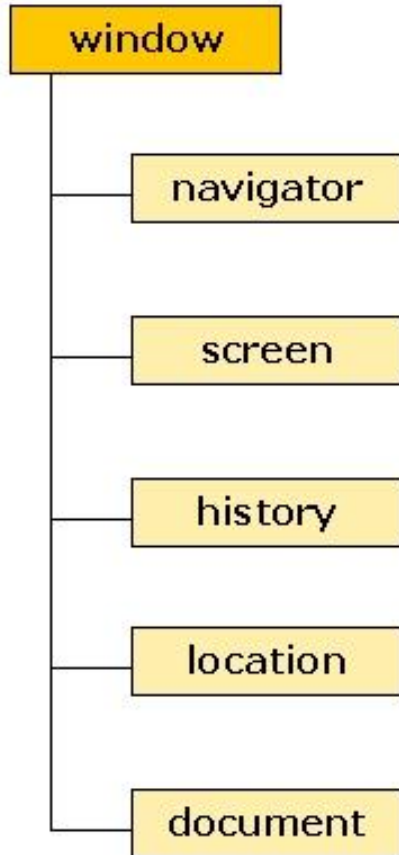 window
navigator
screen
history
location
document